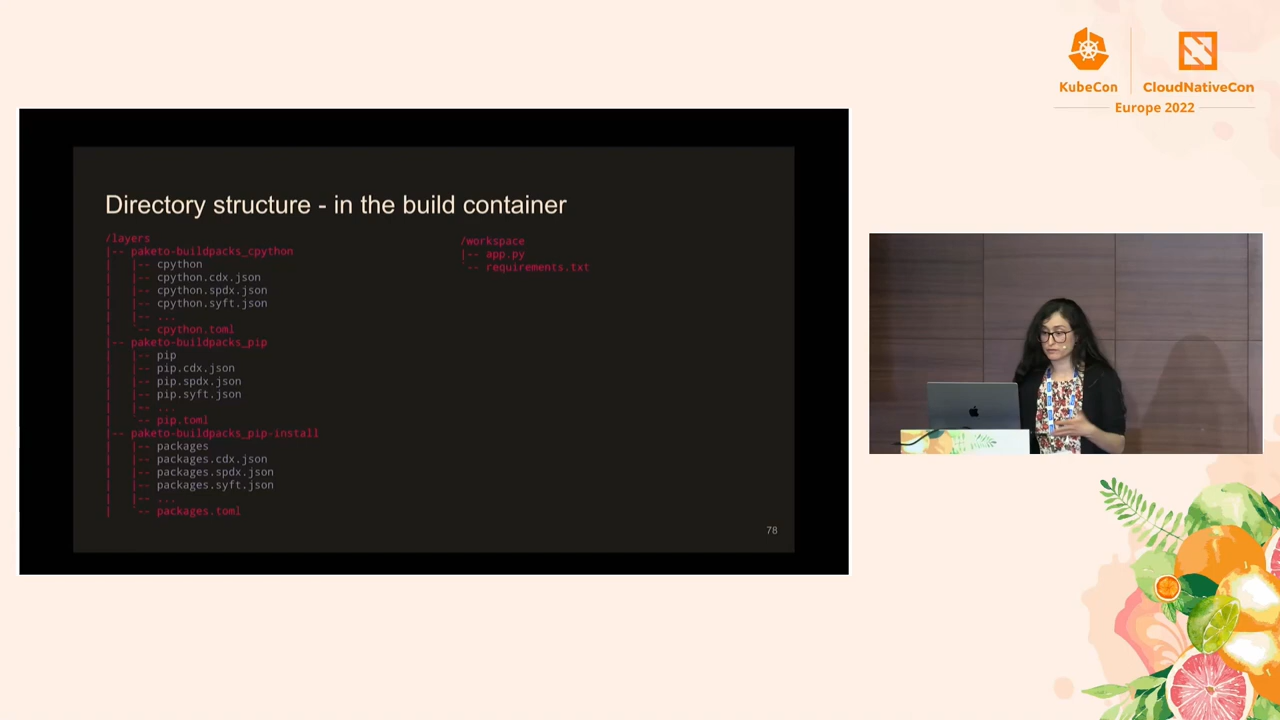 KubeCon
CloudNativeCon
Europe 2022
Directory structure - in the build container
/layers
|-- paketo-buildpacks_cpython
|   |-- cpython
|   |-- cpython.cdx.json
|   |-- cpython.spdx.json
|   |-- cpython.syft.json
|   |-- ...
|   `-- cpython.toml
|-- paketo-buildpacks_pip
|   |-- pip
|   |-- pip.cdx.json
|   |-- pip.spdx.json
|   |-- pip.syft.json
|   |-- ...
|   `-- pip.toml
|-- paketo-buildpacks_pip-install
|   |-- packages
|   |-- packages.cdx.json
|   |-- packages.spdx.json
|   |-- packages.syft.json
|   |-- ...
|   `-- packages.toml
/workspace
|-- app.py
`-- requirements.txt
78